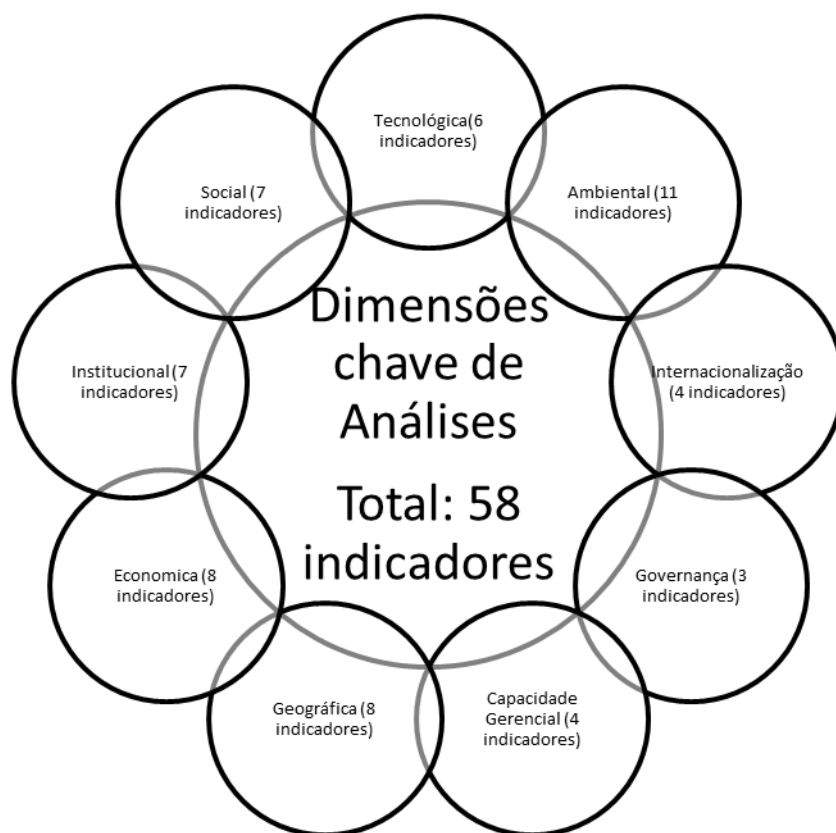 Tecnológica(6
indicadores)
Ambiental (11
indicadores)
Internacionalização
(4 indicadores)
Governança (3
indicadores)
Capacidade
Gerencial (4
indicadores)
Geográfica (8
indicadores)
Economica (8
indicadores)
Institucional (7
indicadores)
Social (7
indicadores)
Dimensões
chave de
Análises
Total: 58
indicadores